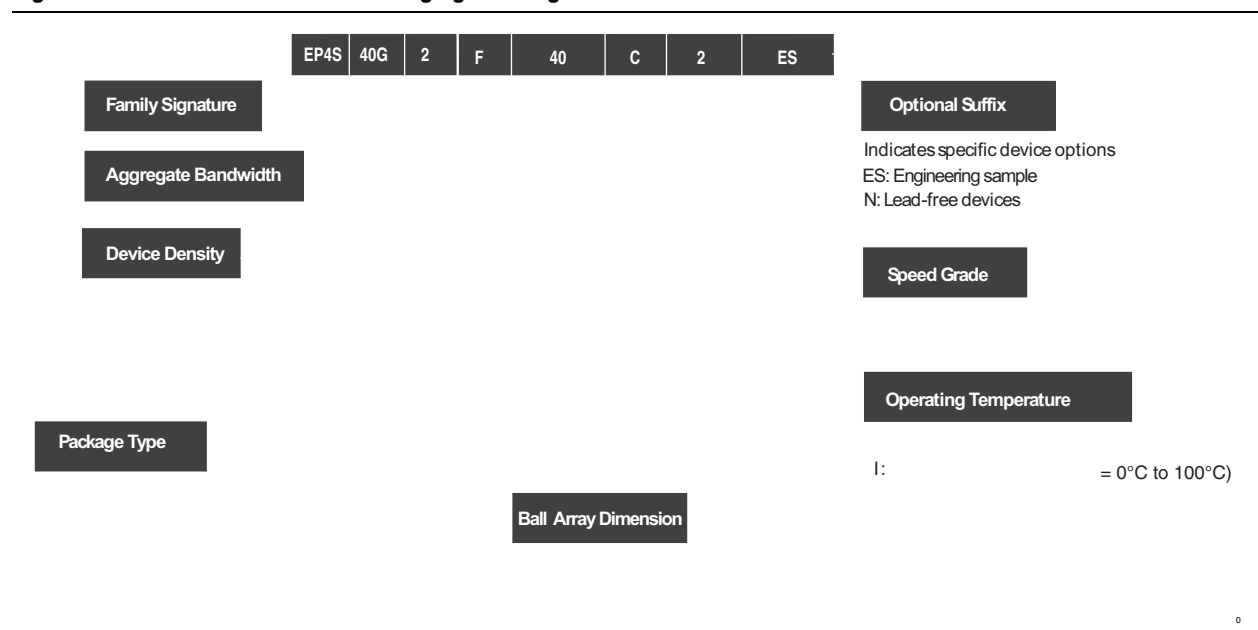 EP4S 40G 2 F 40 C 2 ES
Family Signature
Aggregate Bandwidth
Device Density
Package Type
Ball Array Dimension
Optional Suffix
Indicates specific device options
ES: Engineering sample
N: Lead-free devices
Speed Grade
Operating Temperature
I: = 0°C to 100°C)
0